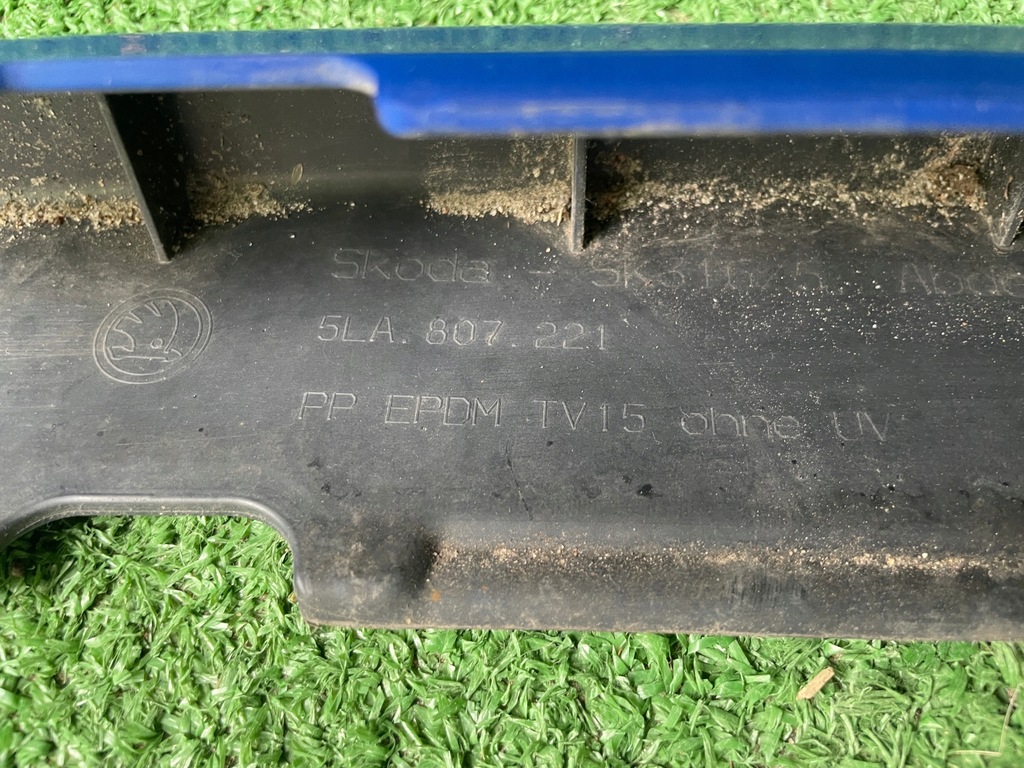 Skoda -
5LA. 807. 221
PP EPDM TV15 ohne UV